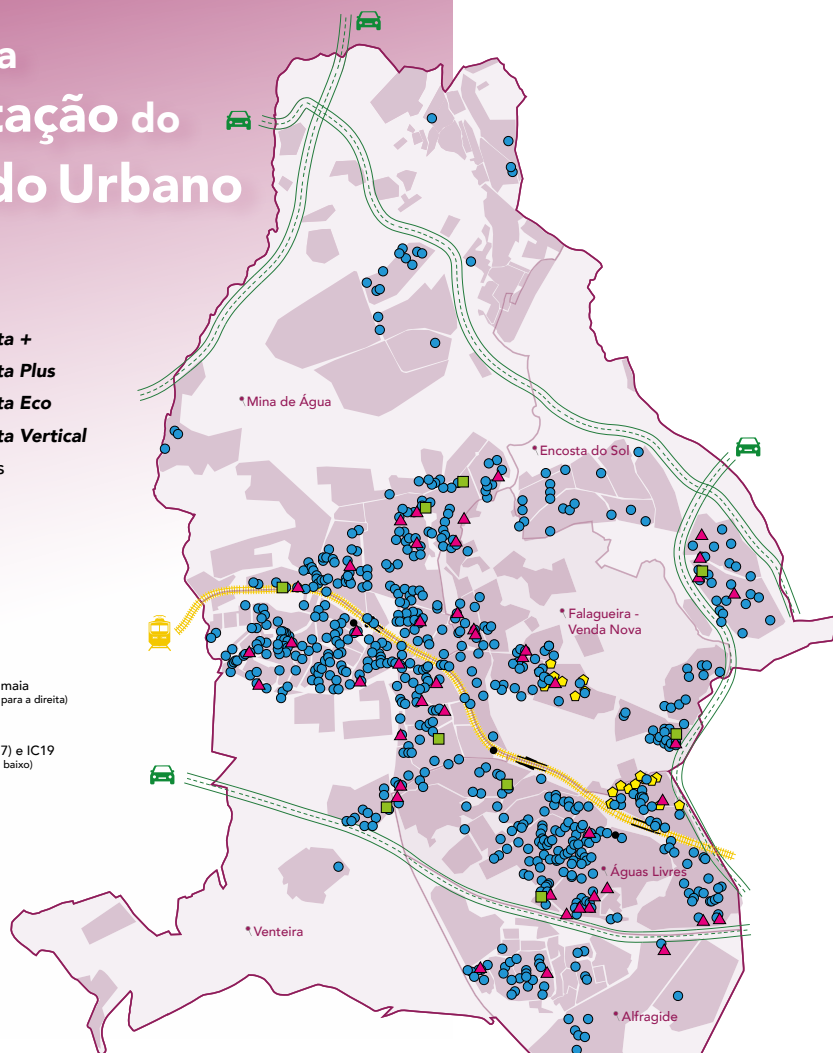 a
tação do
do Urbano
ta +
ta Plus
ta Eco
ta Vertical
s
maia
para a direita)
7) e IC19
baixo)
Mina de Água
Encosta do Sol
Falagueira -
Venda Nova
Águas Livres
Venteira
Alfragide